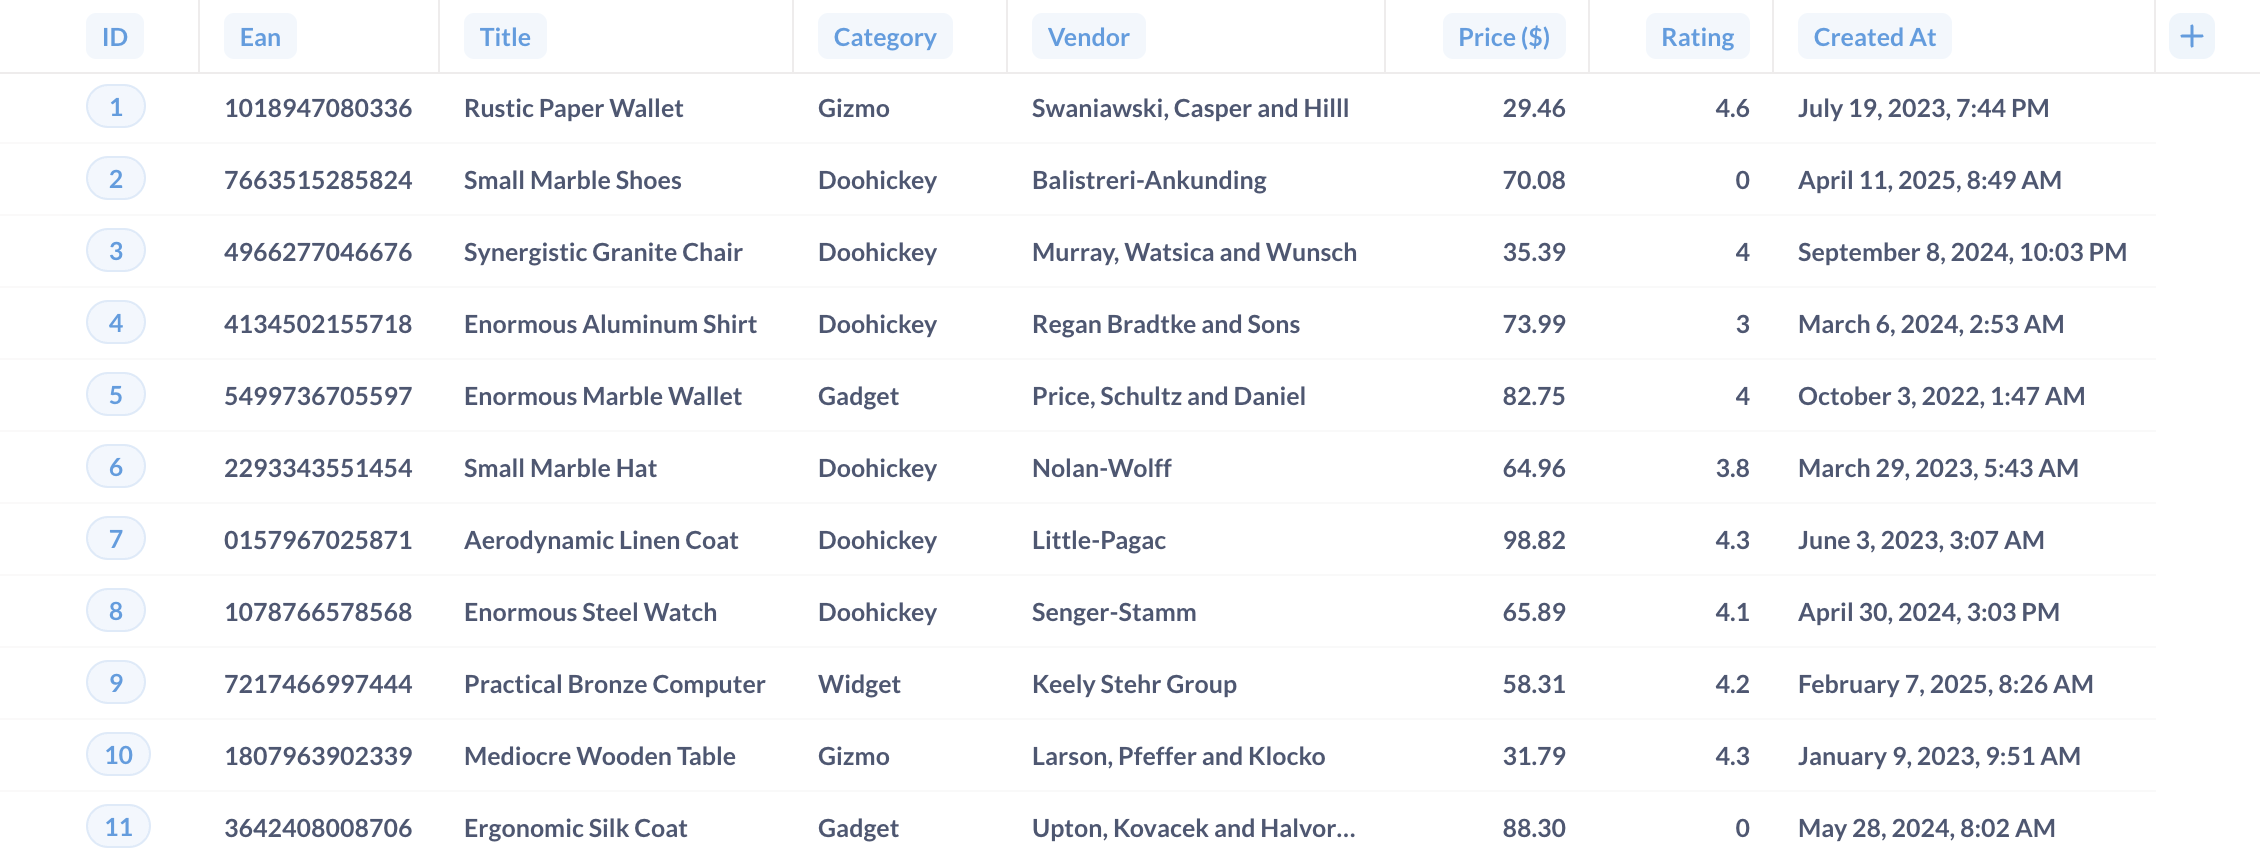 ID Ean Title Category Vendor Price ($) Rating Created At +
1 1018947080336 Rustic Paper Wallet Gizmo Swaniawski, Casper and Hilll 29.46 4.6 July 19, 2023, 7:44 PM
2 7663515285824 Small Marble Shoes Doohickey Balistreri-Ankunding 70.08 0 April 11, 2025, 8:49 AM
3 4966277046676 Synergistic Granite Chair Doohickey Murray, Watsica and Wunsch 35.39 4 September 8, 2024, 10:03 PM
4 4134502155718 Enormous Aluminum Shirt Doohickey Regan Bradtke and Sons 73.99 3 March 6, 2024, 2:53 AM
5 5499736705597 Enormous Marble Wallet Gadget Price, Schultz and Daniel 82.75 4 October 3, 2022, 1:47 AM
6 2293343551454 Small Marble Hat Doohickey Nolan-Wolff 64.96 3.8 March 29, 2023, 5:43 AM
7 0157967025871 Aerodynamic Linen Coat Doohickey Little-Pagac 98.82 4.3 June 3, 2023, 3:07 AM
8 1078766578568 Enormous Steel Watch Doohickey Senger-Stamm 65.89 4.1 April 30, 2024, 3:03 PM
9 7217466997444 Practical Bronze Computer Widget Keely Stehr Group 58.31 4.2 February 7, 2025, 8:26 AM
10 1807963902339 Mediocre Wooden Table Gizmo Larson, Pfeffer and Klocko 31.79 4.3 January 9, 2023, 9:51 AM
11 3642408008706 Ergonomic Silk Coat Gadget Upton, Kovacek and Halvor... 88.30 0 May 28, 2024, 8:02 AM